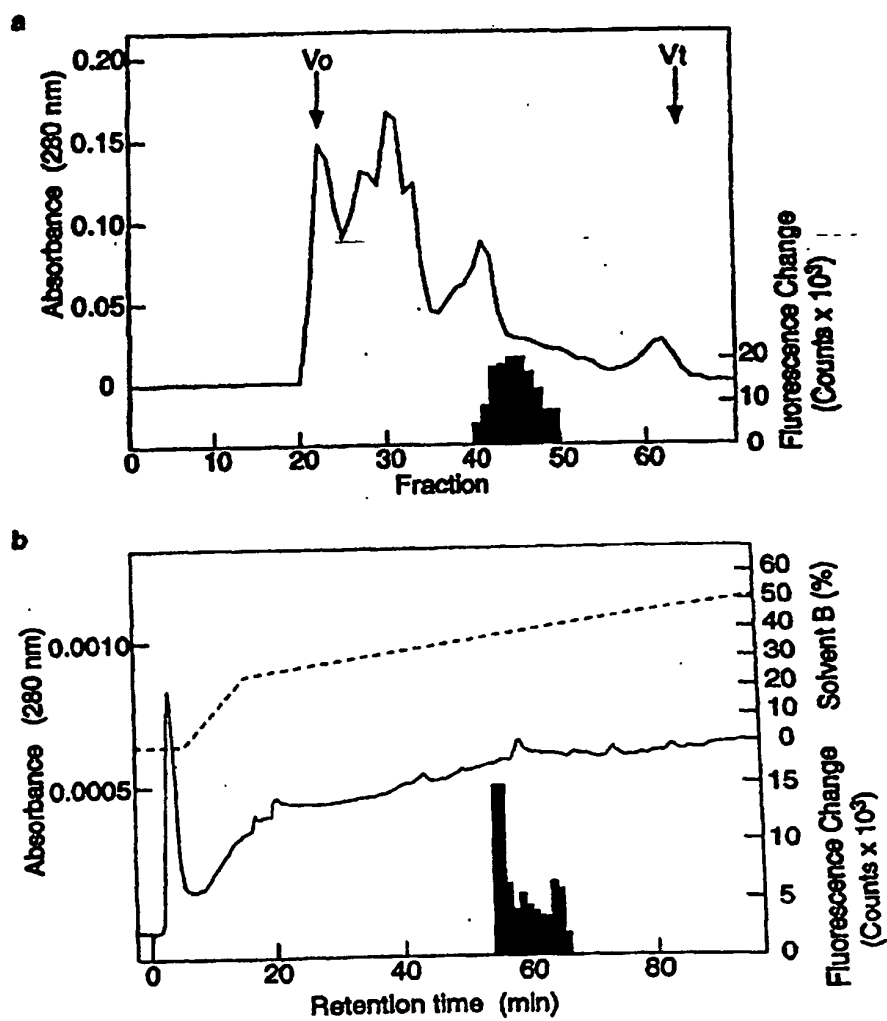 a
Vo
Vt
0.20
0.15
0.10
0.05
0
Absorbance (280 nm)
20
10
0
Fluorescence Change
(Counts x 10³)
0 10 20 30 40 50 60
Fraction
b
0.0010
0.0005
Absorbance (280 nm)
60
50
40
30
20
10
0
Solvent B (%)
15
10
5
0
Fluorescence Change
(Counts x 10³)
0 20 40 60 80
Retention time (min)